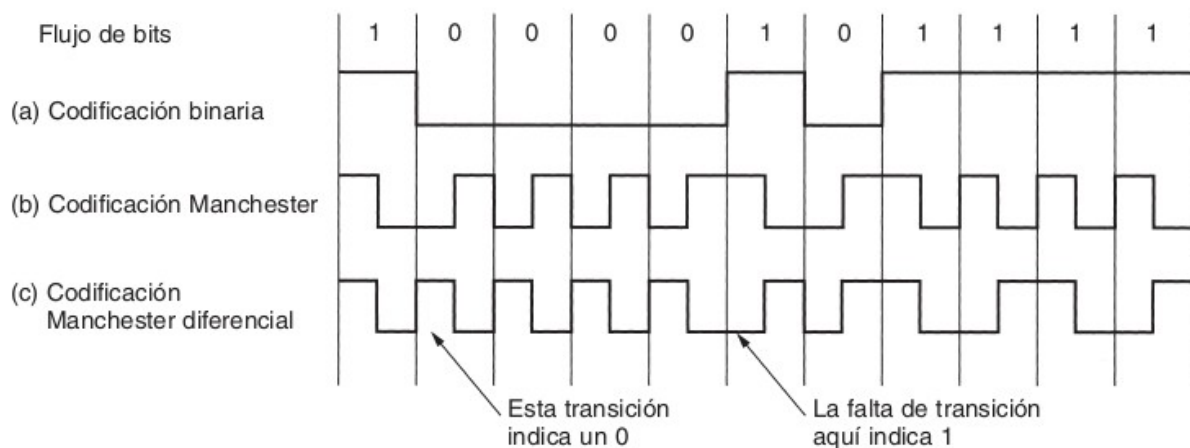 Flujo de bits 1 0 0 0 0 1 0 1 1 1 1
(a) Codificación binaria
(b) Codificación Manchester
(c) Codificación
Manchester diferencial
Esta transición
indica un 0
La falta de transición
aquí indica 1